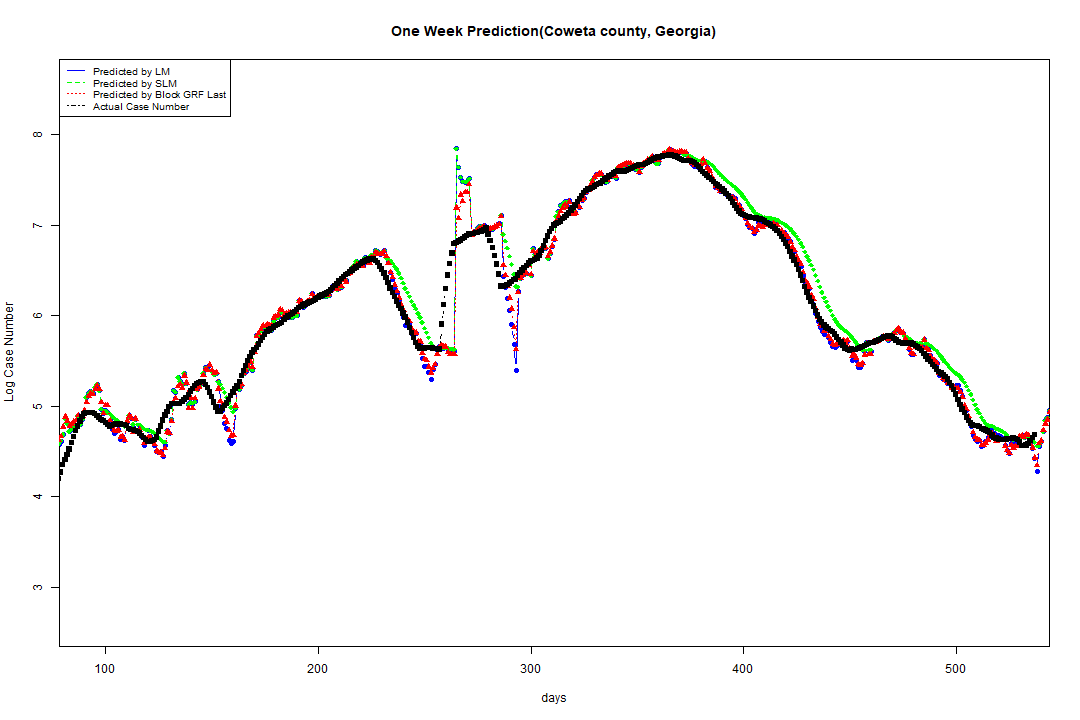 One Week Prediction(Coweta county, Georgia)
Predicted by LM
Predicted by SLM
Predicted by Block GRF Last
Actual Case Number
8
7
6
5
4
3
Log Case Number
100 200 300 400 500
days